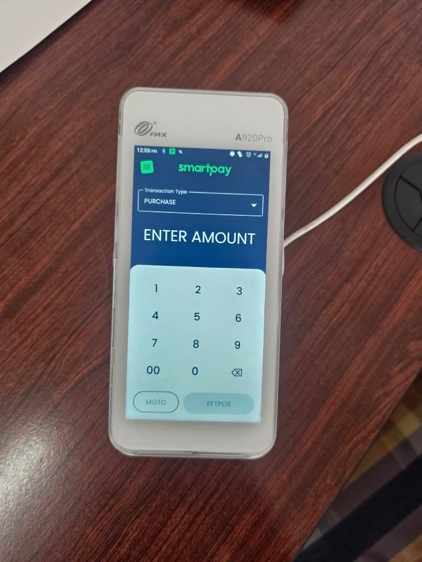 PAX
A920Pro
12:06 PM
smartpay
Transaction Type
PURCHASE
ENTER AMOUNT
1 2 3
4 5 6
7 8 9
00 0
MOTO EFTPOS